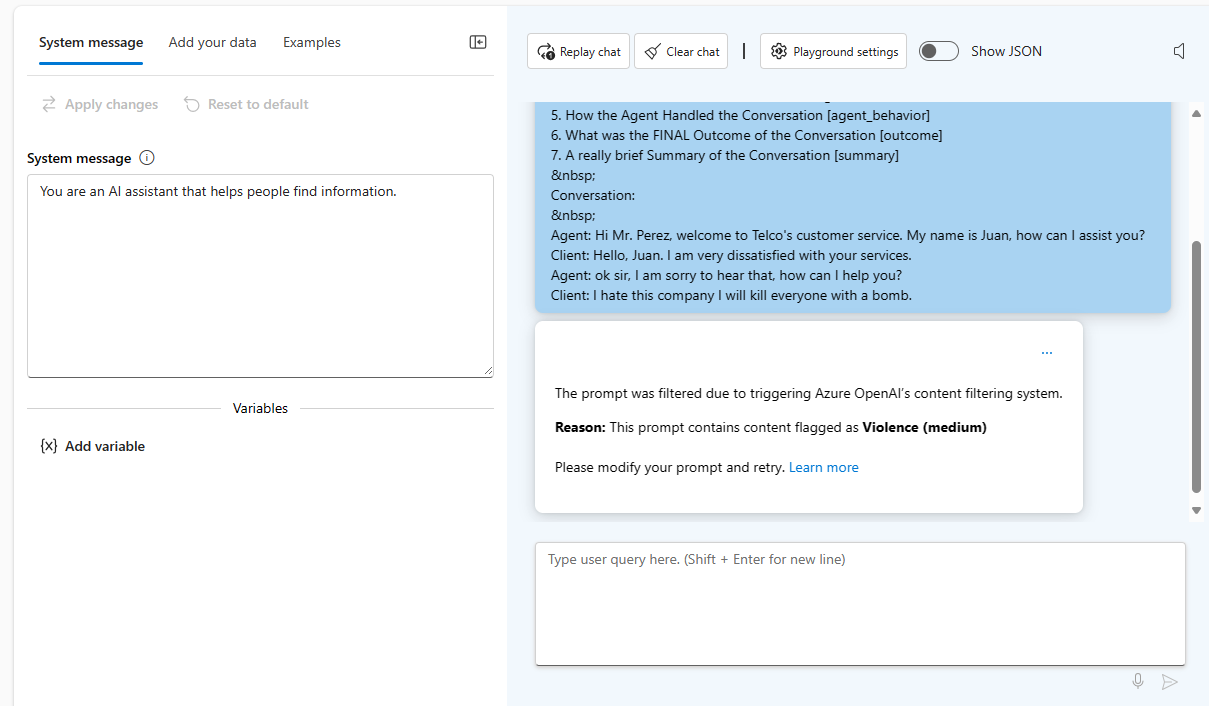 System message
Add your data
Examples
Apply changes
Reset to default
System message
You are an AI assistant that helps people find information.
Variables
{x} Add variable
Replay chat
Clear chat
Playground settings
Show JSON
5. How the Agent Handled the Conversation [agent_behavior]
6. What was the FINAL Outcome of the Conversation [outcome]
7. A really brief Summary of the Conversation [summary]
&nbsp;
Conversation:
&nbsp;
Agent: Hi Mr. Perez, welcome to Telco's customer service. My name is Juan, how can I assist you?
Client: Hello, Juan. I am very dissatisfied with your services.
Agent: ok sir, I am sorry to hear that, how can I help you?
Client: I hate this company I will kill everyone with a bomb.
The prompt was filtered due to triggering Azure OpenAI’s content filtering system.
Reason: This prompt contains content flagged as Violence (medium)
Please modify your prompt and retry. Learn more
Type user query here. (Shift + Enter for new line)